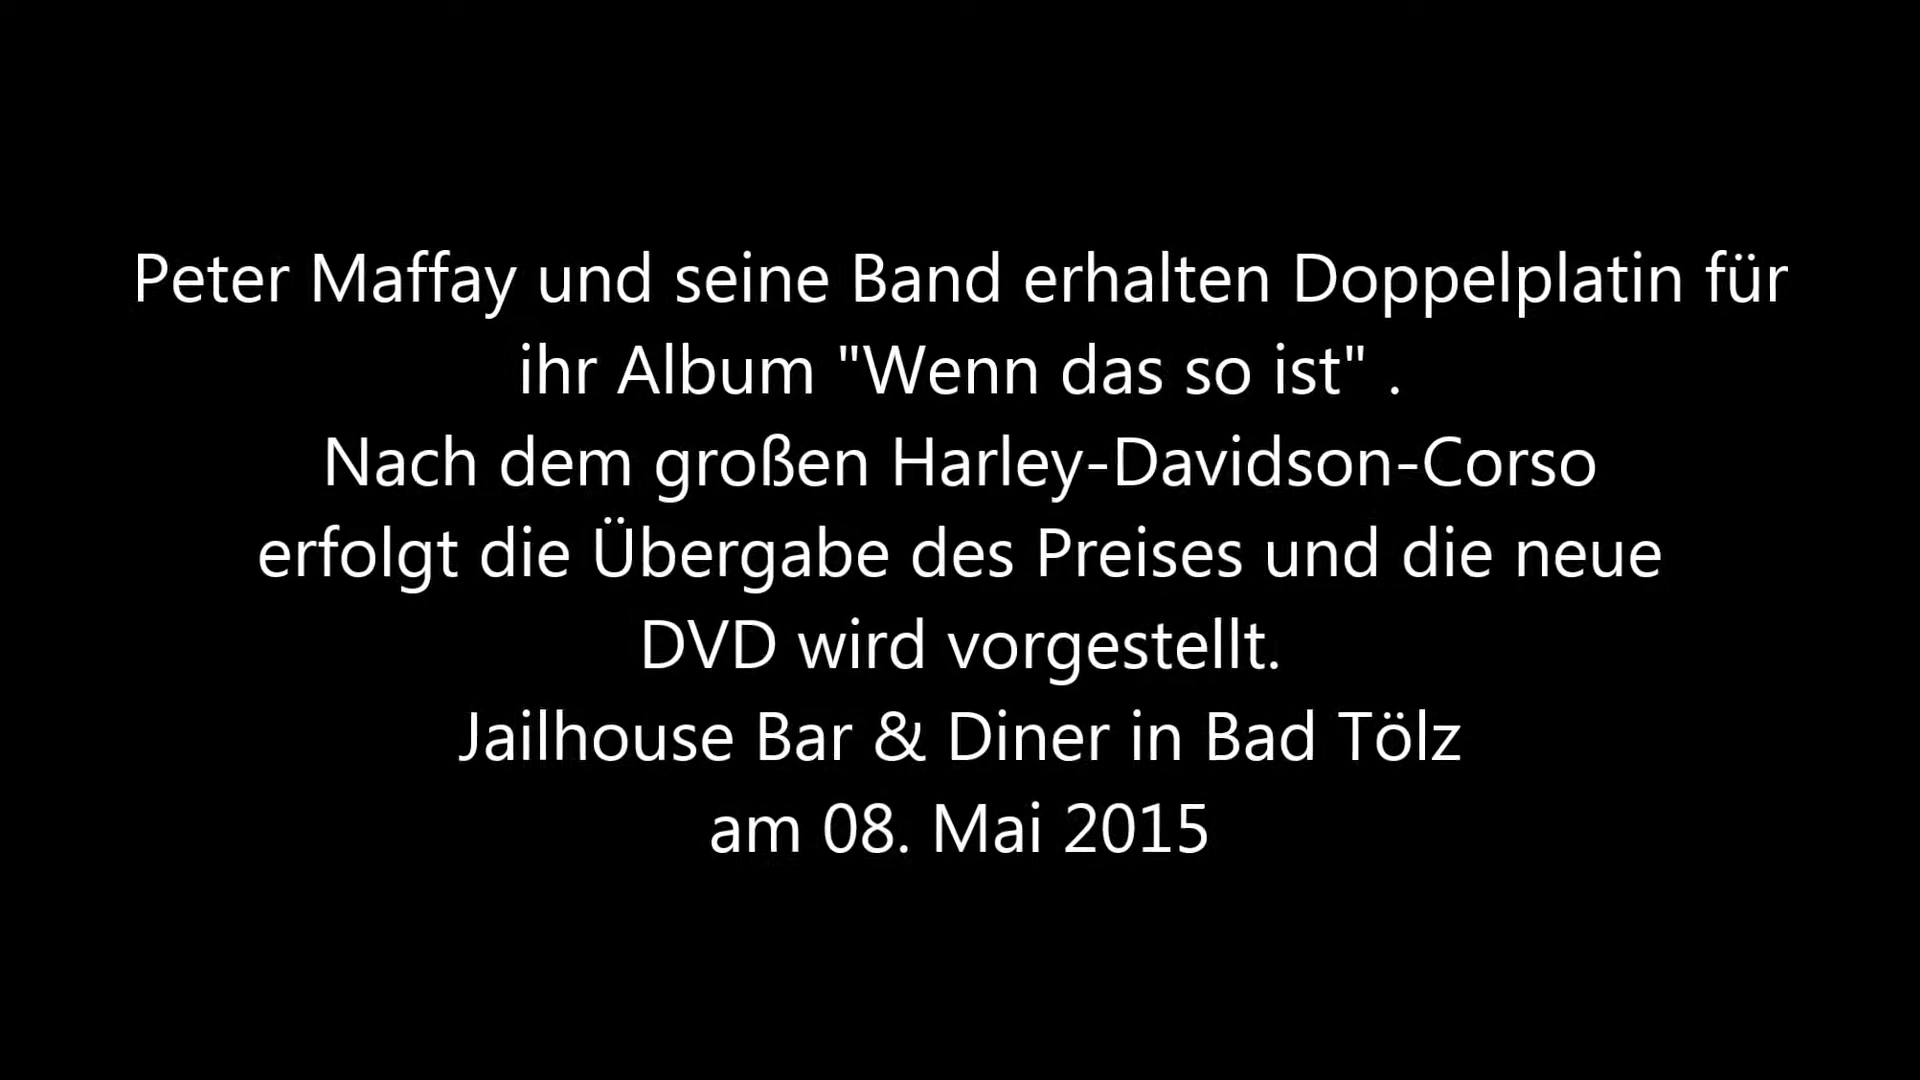 Peter Maffay und seine Band erhalten Doppelplatin für
ihr Album "Wenn das so ist" .
Nach dem großen Harley-Davidson-Corso
erfolgt die Übergabe des Preises und die neue
DVD wird vorgestellt.
Jailhouse Bar & Diner in Bad Tölz
am 08. Mai 2015